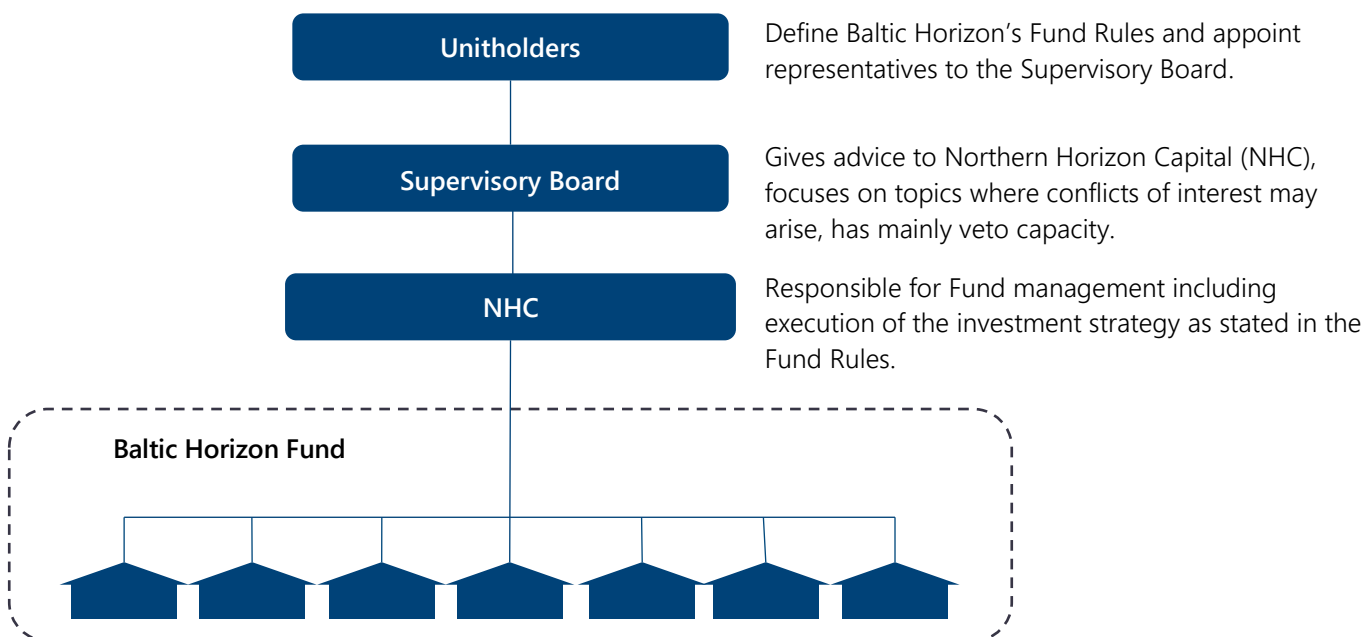 Unitholders
Define Baltic Horizon’s Fund Rules and appoint
representatives to the Supervisory Board.
Supervisory Board
Gives advice to Northern Horizon Capital (NHC),
focuses on topics where conflicts of interest may
arise, has mainly veto capacity.
NHC
Responsible for Fund management including
execution of the investment strategy as stated in the
Fund Rules.
Baltic Horizon Fund